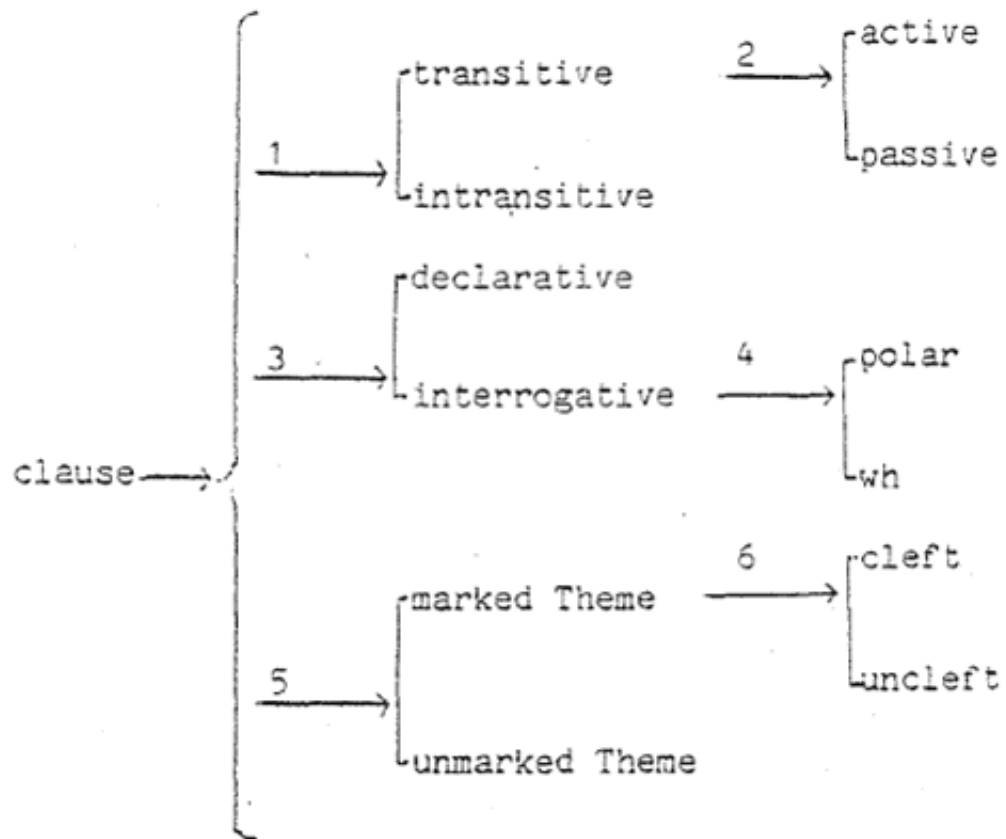 active
2
transitive
passive
1
intransitive
declarative
polar
3
4
interrogative
clause
wh
cleft
6
marked Theme
uncleft
5
unmarked Theme